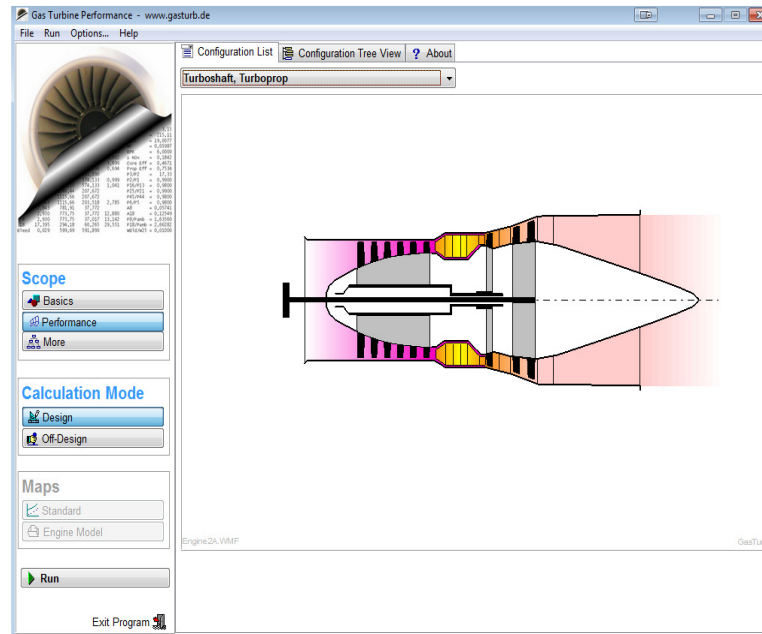 Gas Turbine Performance - www.gasturb.de
File Run Options... Help
Configuration List
Configuration Tree View
? About
Turboshaft, Turboprop
Scope
Basics
Performance
More
Calculation Mode
Design
Off-Design
Maps
Standard
Engine Model
Run
Exit Program
Engine2A.WMF
GasTu